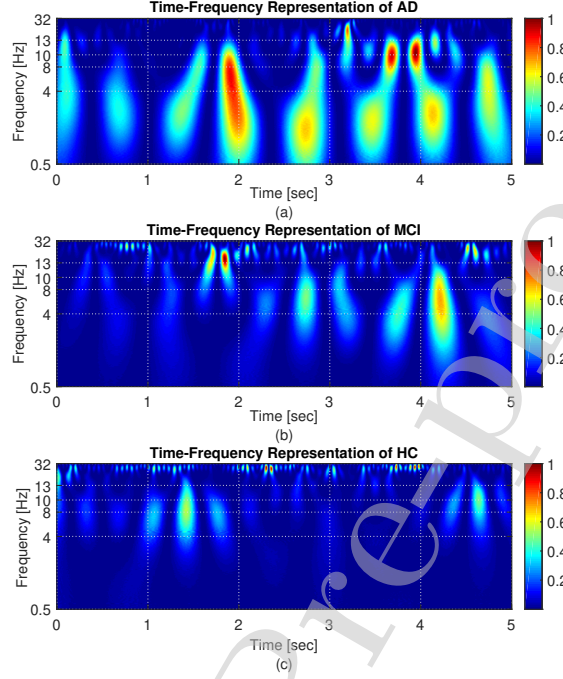 Time-Frequency Representation of AD
Frequency [Hz]
32
13
10
8
4
0.5
0 1 2 3 4 5
Time [sec]
1
0.8
0.6
0.4
0.2
(a)
Time-Frequency Representation of MCI
Frequency [Hz]
32
13
10
8
4
0.5
0 1 2 3 4 5
Time [sec]
1
0.8
0.6
0.4
0.2
(b)
Time-Frequency Representation of HC
Frequency [Hz]
32
13
10
8
4
0.5
0 1 2 3 4 5
Time [sec]
1
0.8
0.6
0.4
0.2
(c)
Pre-pro